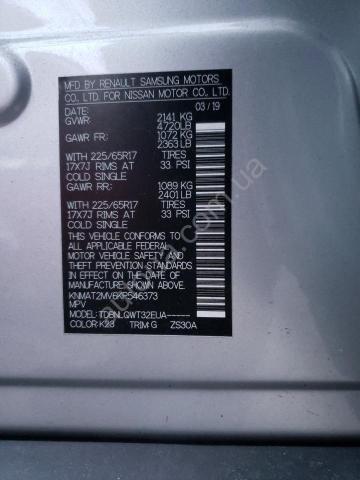 MFD BY RENAULT SAMSUNG MOTORS
CO., LTD. FOR NISSAN MOTOR CO., LTD.
DATE: 03/19
GVWR: 2141 KG
4720LB
GAWR FR: 1072 KG
2363 LB
WITH 225/65R17 TIRES
17X7J RIMS AT 33 PSI
COLD SINGLE
GAWR RR: 1089 KG
2401 LB
WITH 225/65R17 TIRES
17X7J RIMS AT 33 PSI
COLD SINGLE
THIS VEHICLE CONFORMS TO ALL
APPLICABLE FEDERAL
MOTOR VEHICLE SAFETY AND
THEFT PREVENTION STANDARDS
IN EFFECT ON THE DATE OF
MANUFACTURE SHOWN ABOVE.
KNMAT2MV6KP546373 MPV
MODEL: TDBNLQWT32EUA-----
COLOR: K23 TRIM: G ZS30A